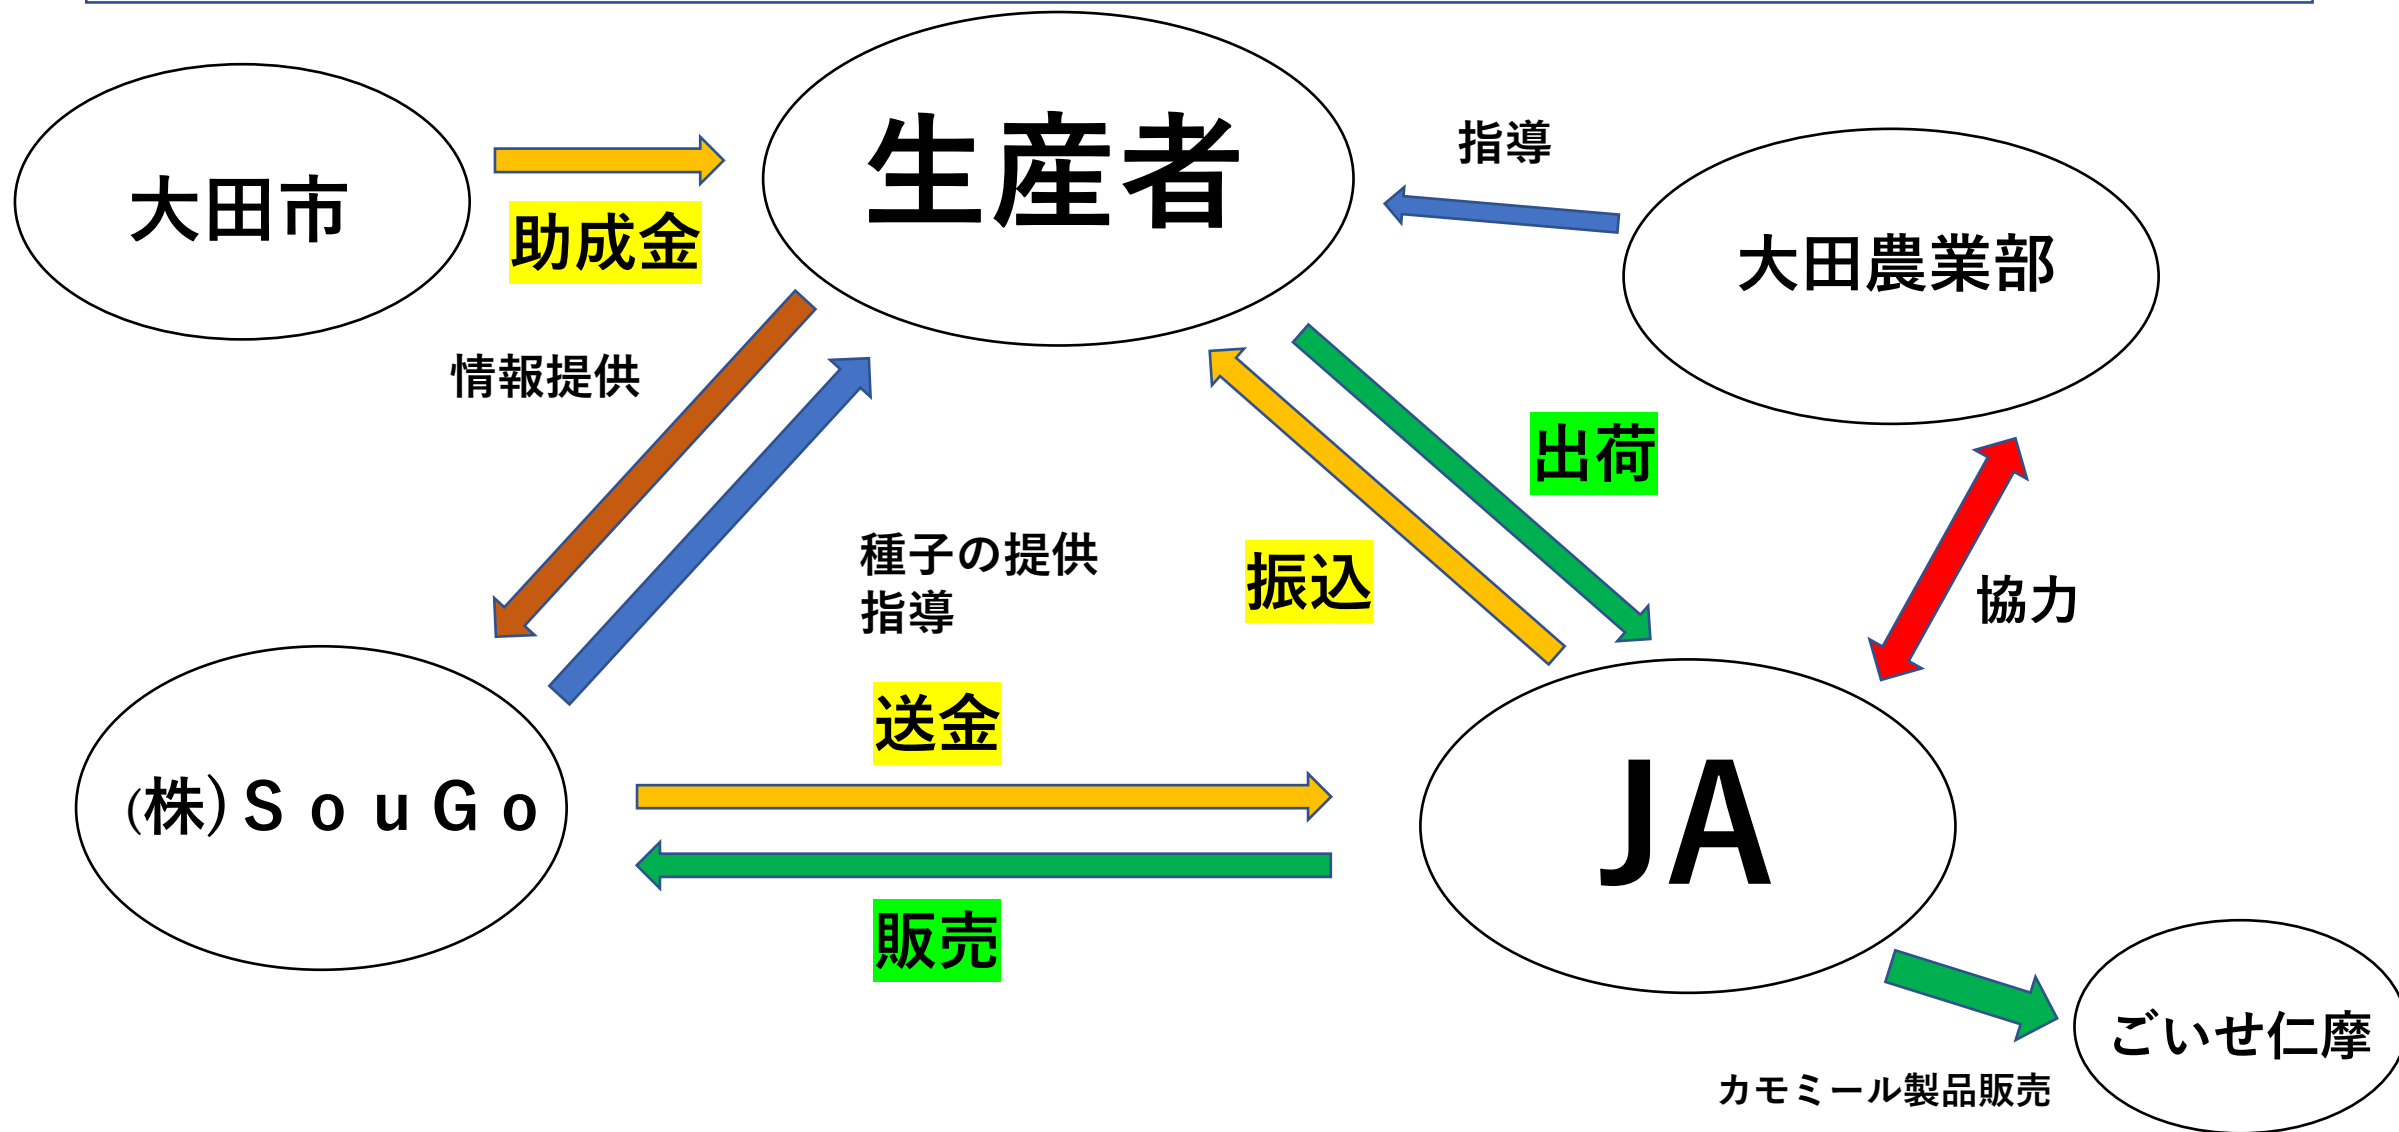 生産者
大田市
助成金
指導
大田農業部
情報提供
出荷
種子の提供
指導
振込
協力
送金
(株)ＳｏｕＧｏ
JA
販売
ごいせ仁摩
カモミール製品販売